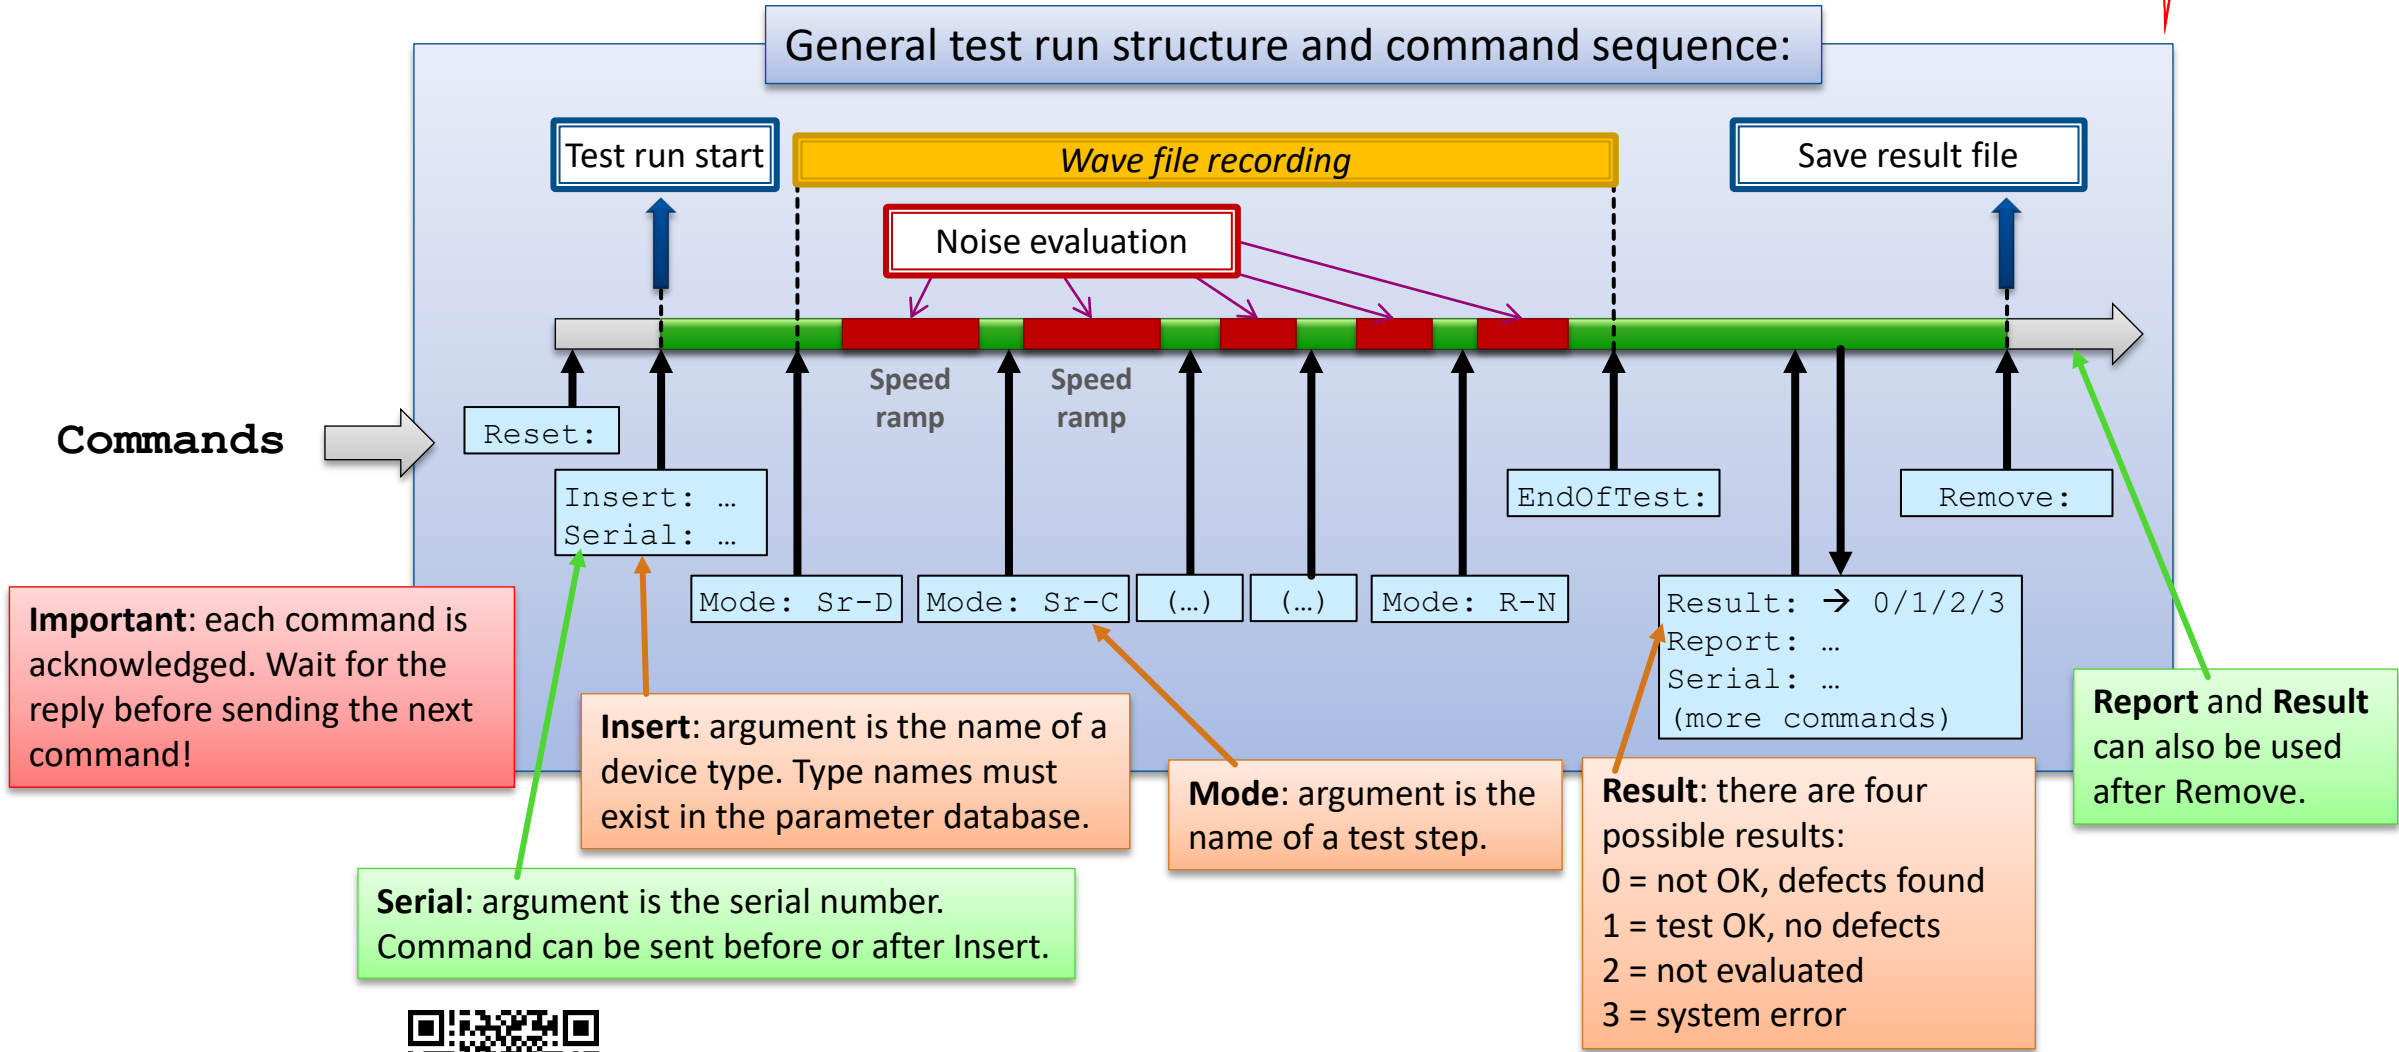 General test run structure and command sequence:
Test run start
Wave file recording
Save result file
Noise evaluation
Speed
ramp
Speed
ramp
Commands
Reset:
Insert: …
Serial: …
EndOfTest:
Remove:
Mode: Sr-D
Mode: Sr-C
(…)
(…)
Mode: R-N
Result: → 0/1/2/3
Report: …
Serial: …
(more commands)
Important: each command is
acknowledged. Wait for the
reply before sending the next
command!
Insert: argument is the name of a
device type. Type names must
exist in the parameter database.
Mode: argument is the
name of a test step.
Result: there are four
possible results:
0 = not OK, defects found
1 = test OK, no defects
2 = not evaluated
3 = system error
Report and Result
can also be used
after Remove.
Serial: argument is the serial number.
Command can be sent before or after Insert.